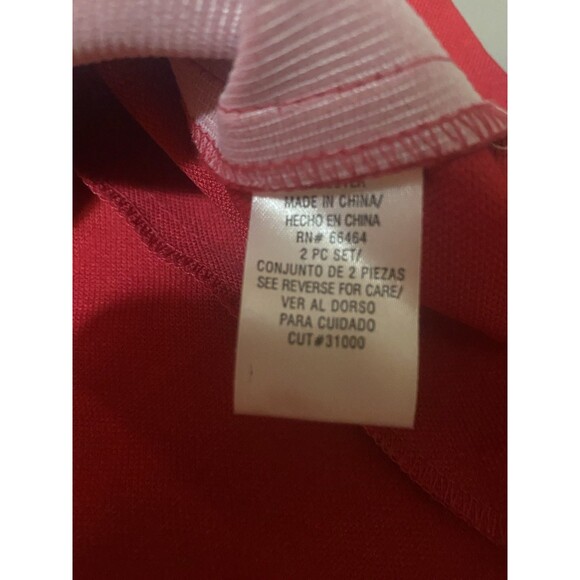 MADE IN CHINA/
HECHO EN CHINA
RN# 66464
2 PC SET/
CONJUNTO DE 2 PIEZAS
SEE REVERSE FOR CARE/
VER AL DORSO
PARA CUIDADO
CUT#31000